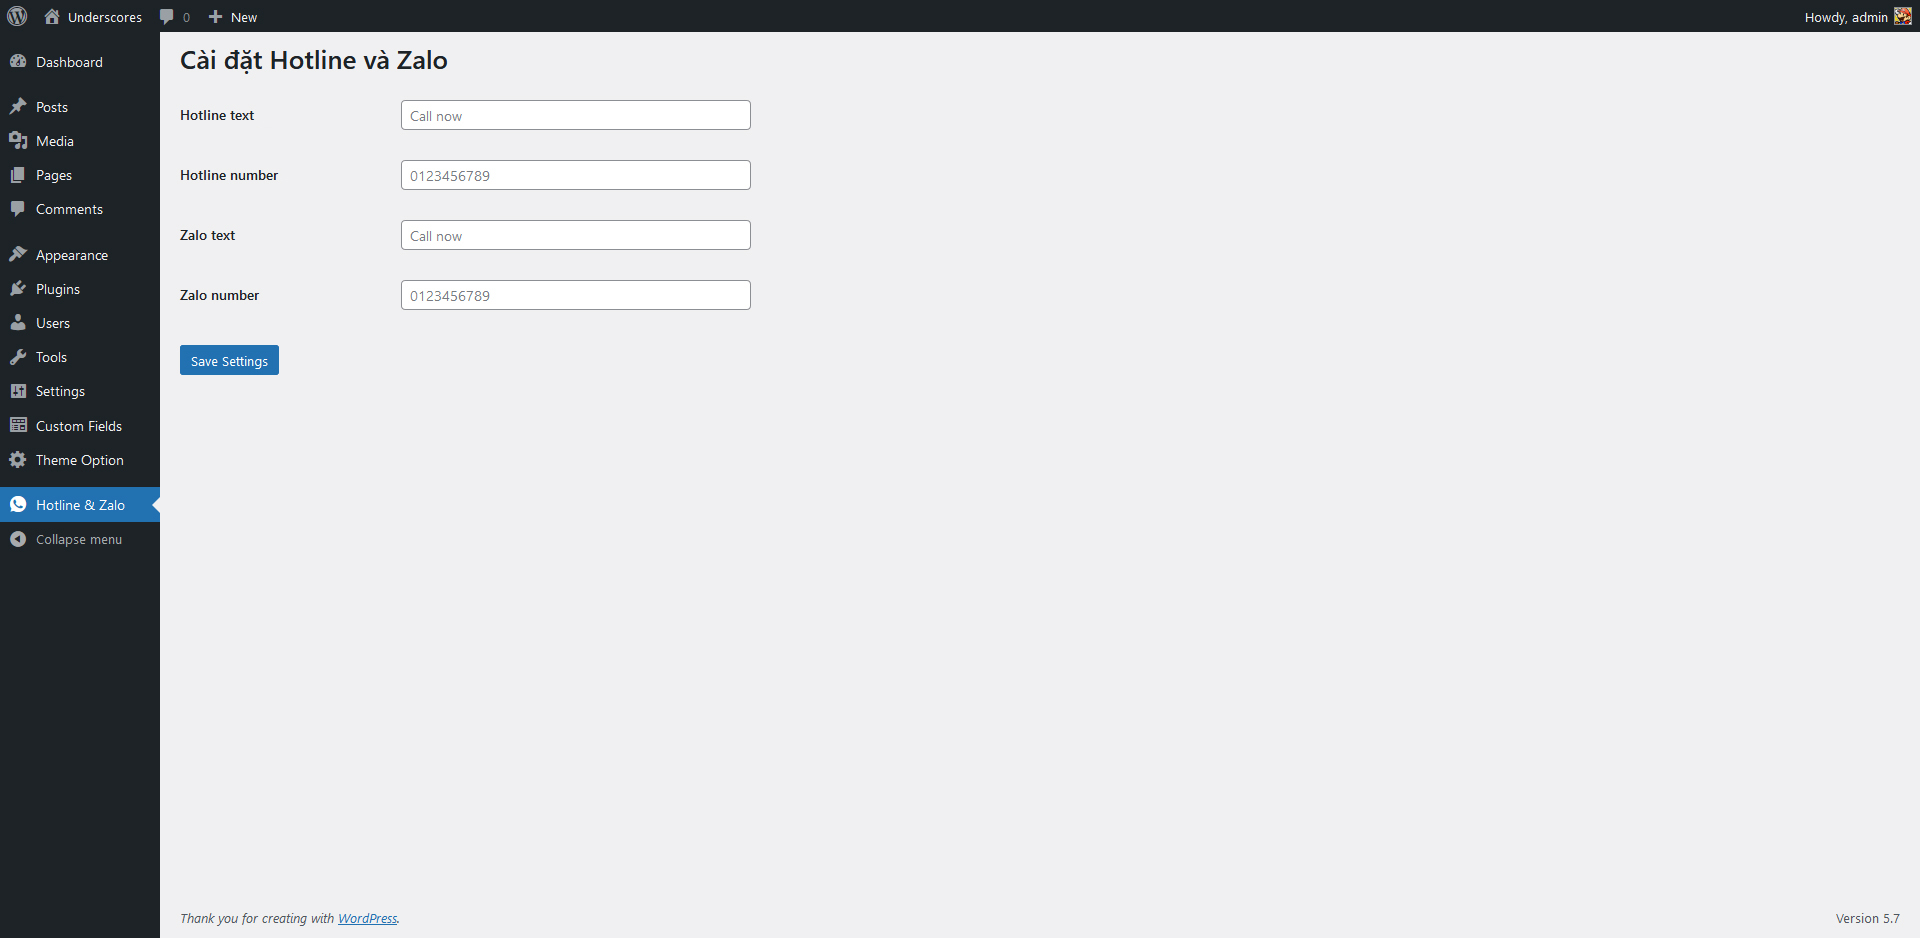 Underscores 0 New Howdy, admin
Dashboard
Posts
Media
Pages
Comments
Appearance
Plugins
Users
Tools
Settings
Custom Fields
Theme Option
Hotline & Zalo
Collapse menu
Cài đặt Hotline và Zalo
Hotline text Call now
Hotline number 0123456789
Zalo text Call now
Zalo number 0123456789
Save Settings
Thank you for creating with WordPress. Version 5.7